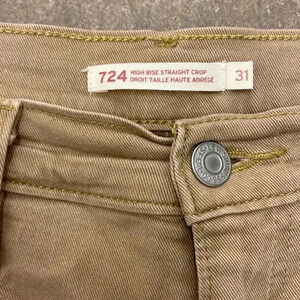 724
HIGH RISE STRAIGHT CROP
DROIT TAILLE HAUTE ABRÉGÉ
31